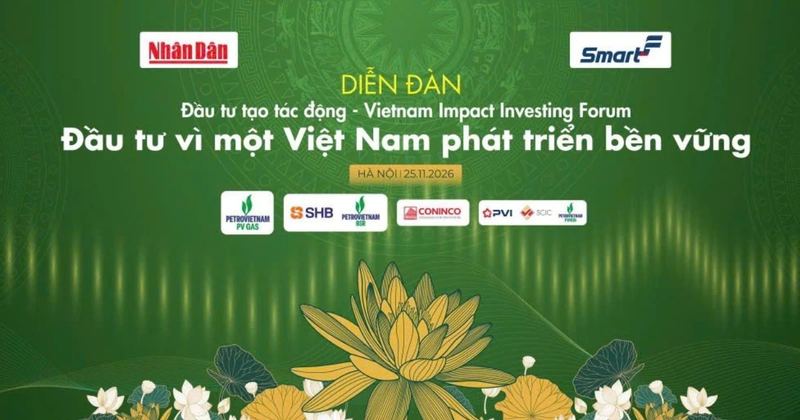 Nhân Dân
Smart
DIỄN ĐÀN
Đầu tư tạo tác động - Vietnam Impact Investing Forum
Đầu tư vì một Việt Nam phát triển bền vững
HÀ NỘI | 25.11.2026
PETROVIETNAM
PV GAS
SHB
PETROVIETNAM
BSR
CONINCO
PVI
SCIC
PETROVIETNAM